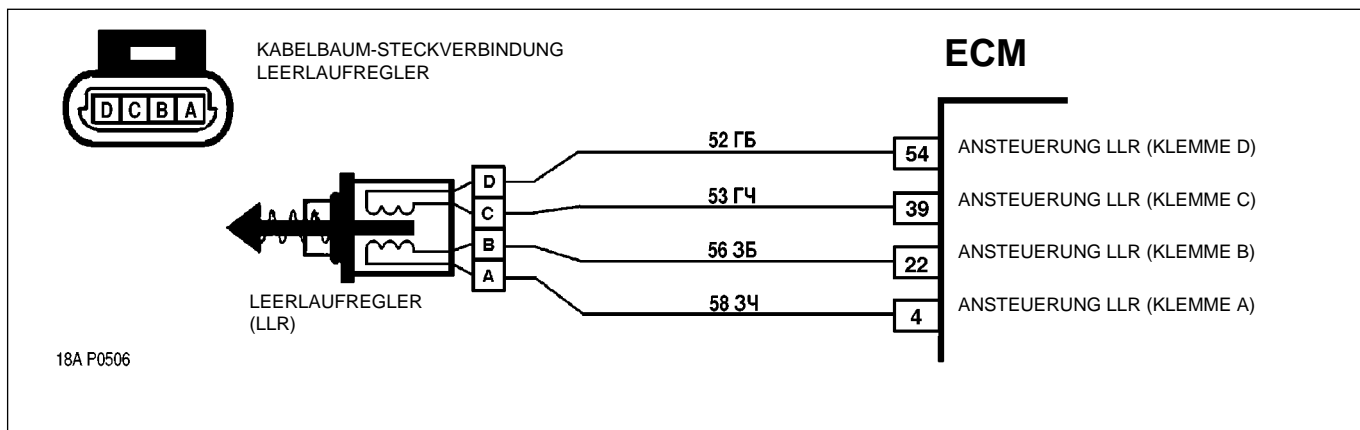 KABELBAUM-STECKVERBINDUNG
LEERLAUFREGLER
ECM
D C B A
52 ГБ
54
ANSTEUERUNG LLR (KLEMME D)
D
53 ГЧ
39
ANSTEUERUNG LLR (KLEMME C)
C
B
56 ЗБ
22
ANSTEUERUNG LLR (KLEMME B)
A
58 ЗЧ
4
ANSTEUERUNG LLR (KLEMME A)
LEERLAUFREGLER
(LLR)
18A P0506